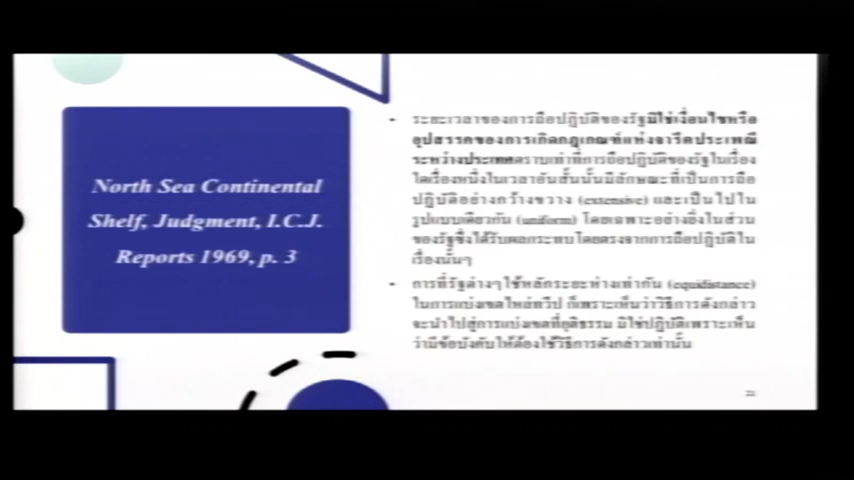 North Sea Continental
Shelf, Judgment, I.C.J.
Reports 1969, p. 3
• ระยะเวลาของการถือปฏิบัติของรัฐมิใช่เงื่อนไขหรือ
อุปสรรคของการเกิดกฎเกณฑ์แห่งจารีตประเพณี
ระหว่างประเทศตราบเท่าที่การถือปฏิบัติของรัฐในเรื่อง
ใดเรื่องหนึ่งในเวลาอันสั้นนั้นมีลักษณะที่เป็นการถือ
ปฏิบัติอย่างกว้างขวาง (extensive) และเป็นไปใน
รูปแบบเดียวกัน (uniform) โดยเฉพาะอย่างยิ่งในส่วน
ของรัฐซึ่งได้รับผลกระทบโดยตรงจากการถือปฏิบัติใน
เรื่องนั้นๆ
• การที่รัฐต่างๆ ใช้หลักระยะห่างเท่ากัน (equidistance)
ในการแบ่งเขตไหล่ทวีป ก็เพราะเห็นว่าวิธีการดังกล่าว
จะนำไปสู่การแบ่งเขตที่ยุติธรรม มิใช่ปฏิบัติเพราะเห็น
ว่ามีข้อบังคับให้ต้องใช้วิธีการดังกล่าวเท่านั้น